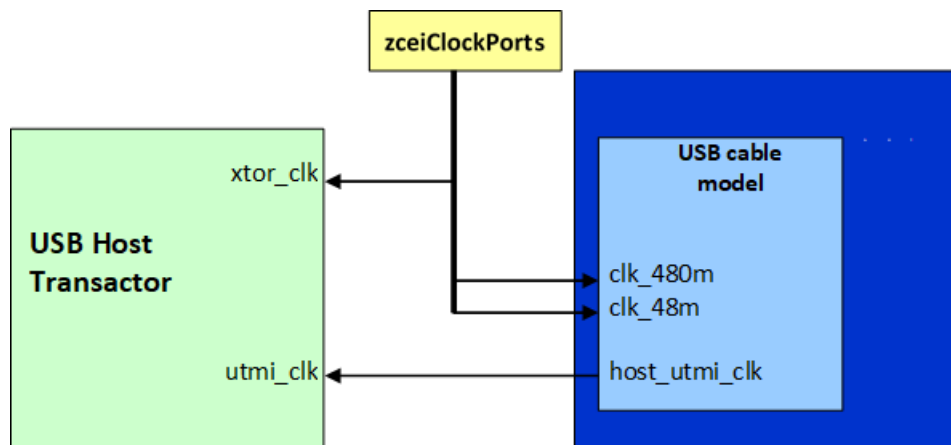 zceiClockPorts
USB cable
model
xtor_clk
USB Host
Transactor
clk_480m
clk_48m
utmi_clk
host_utmi_clk